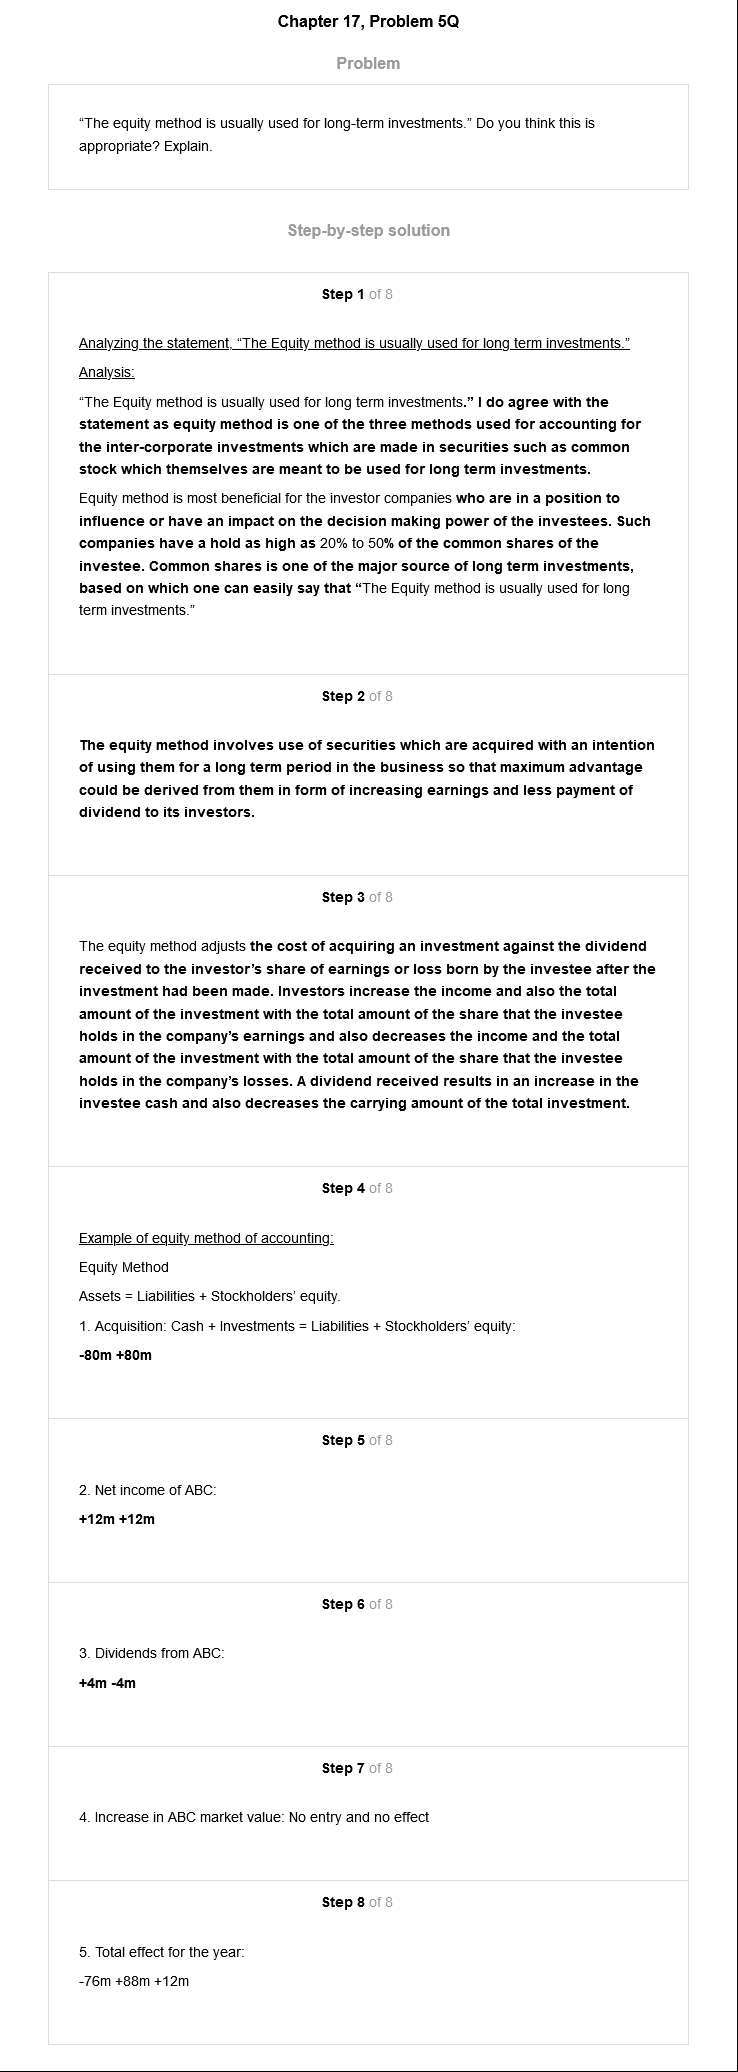 Chapter 17, Problem 5Q
Problem
“The equity method is usually used for long-term investments.” Do you think this is
appropriate? Explain.
Step-by-step solution
Step 1 of 8
Analyzing the statement, “The Equity method is usually used for long term investments.”
Analysis:
“The Equity method is usually used for long term investments.” I do agree with the
statement as equity method is one of the three methods used for accounting for
the inter-corporate investments which are made in securities such as common
stock which themselves are meant to be used for long term investments.
Equity method is most beneficial for the investor companies who are in a position to
influence or have an impact on the decision making power of the investees. Such
companies have a hold as high as 20% to 50% of the common shares of the
investee. Common shares is one of the major source of long term investments,
based on which one can easily say that “The Equity method is usually used for long
term investments.”
Step 2 of 8
The equity method involves use of securities which are acquired with an intention
of using them for a long term period in the business so that maximum advantage
could be derived from them in form of increasing earnings and less payment of
dividend to its investors.
Step 3 of 8
The equity method adjusts the cost of acquiring an investment against the dividend
received to the investor’s share of earnings or loss born by the investee after the
investment had been made. Investors increase the income and also the total
amount of the investment with the total amount of the share that the investee
holds in the company’s earnings and also decreases the income and the total
amount of the investment with the total amount of the share that the investee
holds in the company’s losses. A dividend received results in an increase in the
investee cash and also decreases the carrying amount of the total investment.
Step 4 of 8
Example of equity method of accounting:
Equity Method
Assets = Liabilities + Stockholders’ equity.
1. Acquisition: Cash + Investments = Liabilities + Stockholders’ equity:
-80m +80m
Step 5 of 8
2. Net income of ABC:
+12m +12m
Step 6 of 8
3. Dividends from ABC:
+4m -4m
Step 7 of 8
4. Increase in ABC market value: No entry and no effect
Step 8 of 8
5. Total effect for the year:
-76m +88m +12m